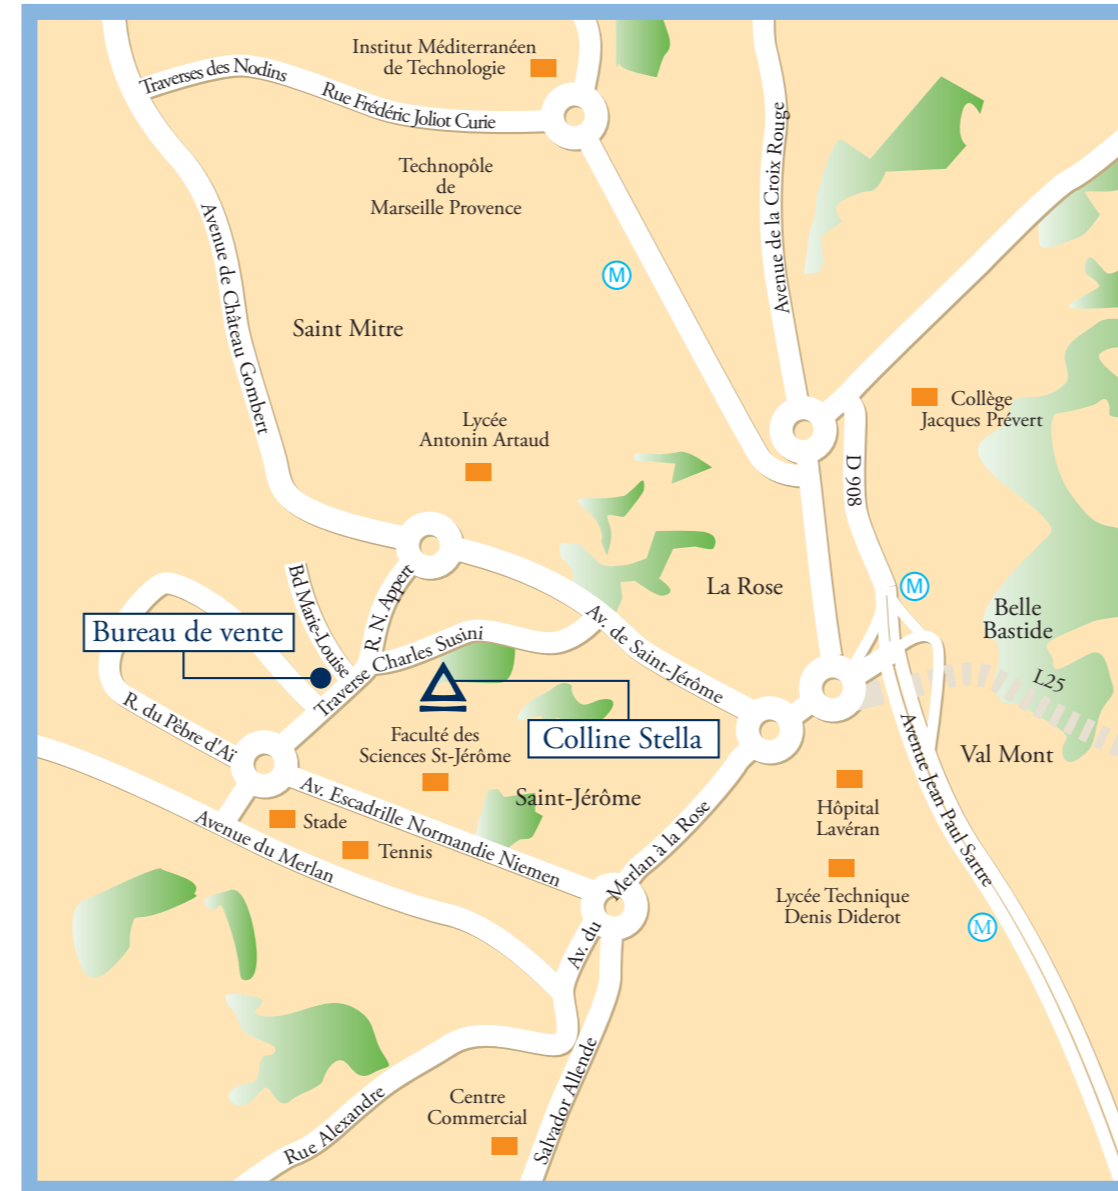 Institut Méditerranéen
de Technologie
Traverses des Nodins
Rue Frédéric Joliot Curie
Technopôle
de
Marseille Provence
Avenue de la Croix Rouge
Avenue de Château Gombert
M
Saint Mitre
Collège
Jacques Prévert
Lycée
Antonin Artaud
D 908
Bd Marie-Louise
R. N. Appert
La Rose
M
Belle
Bastide
Bureau de vente
Traverse Charles Susini
Av. de Saint-Jérôme
L25
R. du Pèbre d'Aï
Faculté des
Sciences St-Jérôme
Colline Stella
Avenue Jean Paul Sartre
Val Mont
Av. Escadrille Normandie Niemen
Saint-Jérôme
Hôpital
Lavéran
Stade
Avenue du Merlan
Tennis
Av. du Merlan à la Rose
Lycée Technique
Denis Diderot
M
Centre
Commercial
Salvador Allende
Rue Alexandre